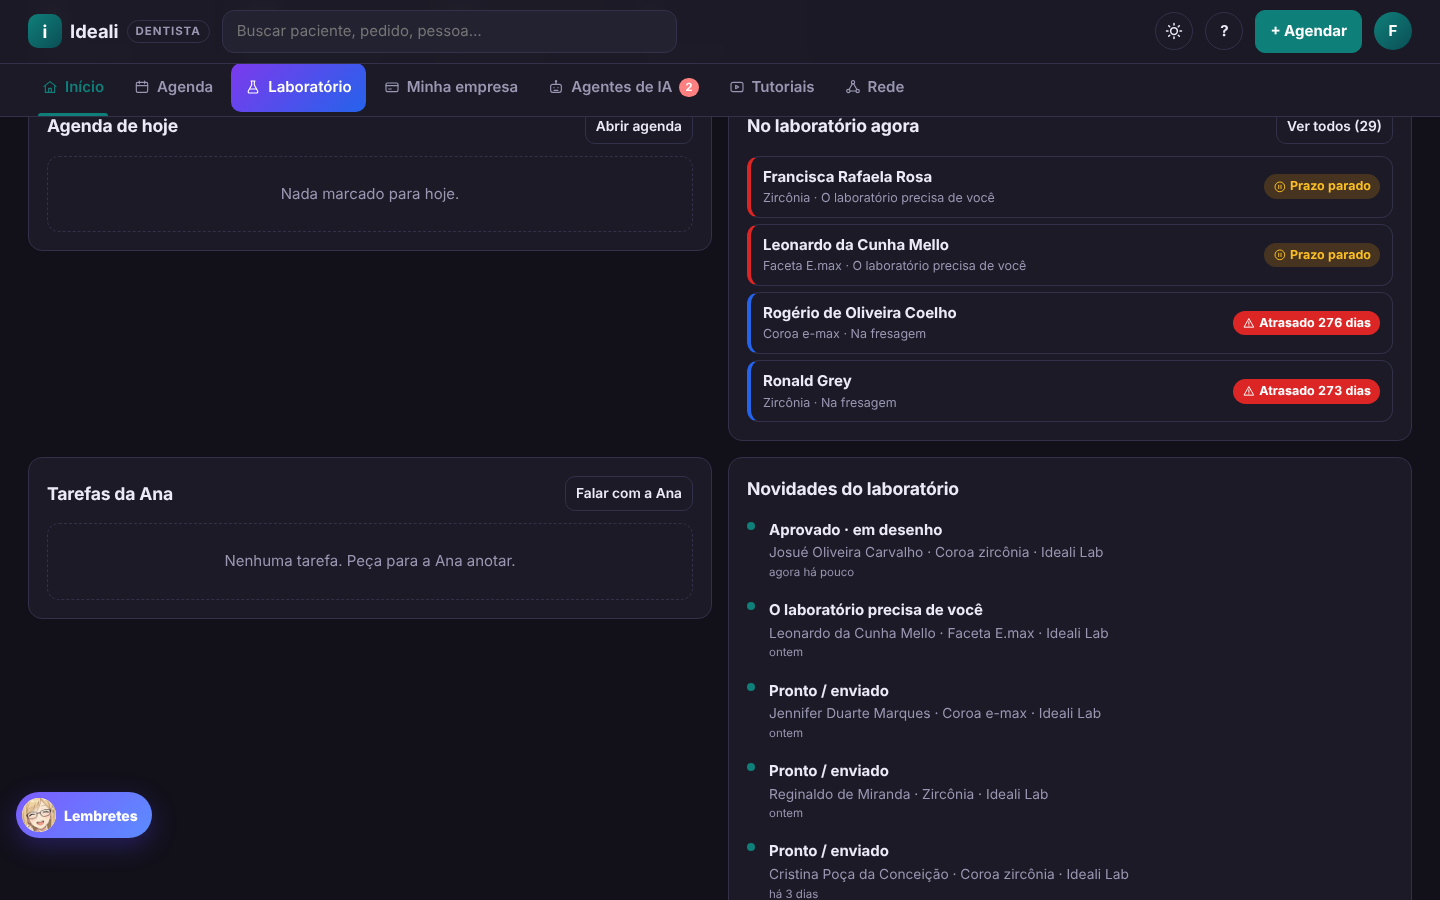 i Ideali DENTISTA Buscar paciente, pedido, pessoa... ? + Agendar F
Início Agenda Laboratório Minha empresa Agentes de IA 2 Tutoriais Rede
Agenda de hoje Abrir agenda
Nada marcado para hoje.
No laboratório agora Ver todos (29)
Francisca Rafaela Rosa
Zircônia · O laboratório precisa de você
Prazo parado
Leonardo da Cunha Mello
Faceta E.max · O laboratório precisa de você
Prazo parado
Rogério de Oliveira Coelho
Coroa e-max · Na fresagem
Atrasado 276 dias
Ronald Grey
Zircônia · Na fresagem
Atrasado 273 dias
Tarefas da Ana Falar com a Ana
Nenhuma tarefa. Peça para a Ana anotar.
Novidades do laboratório
Aprovado · em desenho
Josué Oliveira Carvalho · Coroa zircônia · Ideali Lab
agora há pouco
O laboratório precisa de você
Leonardo da Cunha Mello · Faceta E.max · Ideali Lab
ontem
Pronto / enviado
Jennifer Duarte Marques · Coroa e-max · Ideali Lab
ontem
Pronto / enviado
Reginaldo de Miranda · Zircônia · Ideali Lab
ontem
Pronto / enviado
Cristina Poça da Conceição · Coroa zircônia · Ideali Lab
há 3 dias
Lembretes